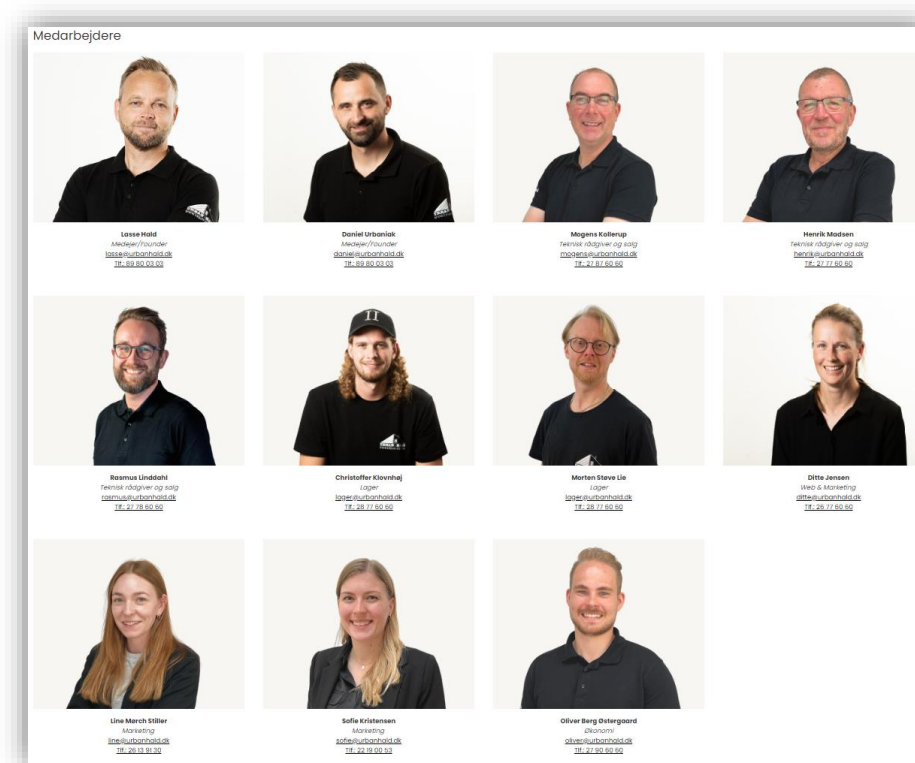 Medarbejdere
Lasse Hald
Medejer/Founder
lasse@urbanhald.dk
Tlf.: 89 80 03 03
Daniel Urbaniak
Medejer/Founder
daniel@urbanhald.dk
Tlf.: 89 80 03 03
Mogens Kollerup
Teknisk rådgiver og salg
mogens@urbanhald.dk
Tlf.: 27 87 60 60
Henrik Madsen
Teknisk rådgiver og salg
henrik@urbanhald.dk
Tlf.: 27 77 60 60
Rasmus Linddahl
Teknisk rådgiver og salg
rasmus@urbanhald.dk
Tlf.: 27 78 60 60
Christoffer Klovnhøj
Lager
lager@urbanhald.dk
Tlf.: 28 77 60 60
Morten Støve Lie
Lager
lager@urbanhald.dk
Tlf.: 28 77 60 60
Ditte Jensen
Web & Marketing
ditte@urbanhald.dk
Tlf.: 26 77 60 60
Line Mørch Stiller
Marketing
line@urbanhald.dk
Tlf.: 26 13 91 30
Sofie Kristensen
Marketing
sofie@urbanhald.dk
Tlf.: 22 19 00 53
Oliver Berg Østergaard
Økonomi
oliver@urbanhald.dk
Tlf.: 27 90 60 60